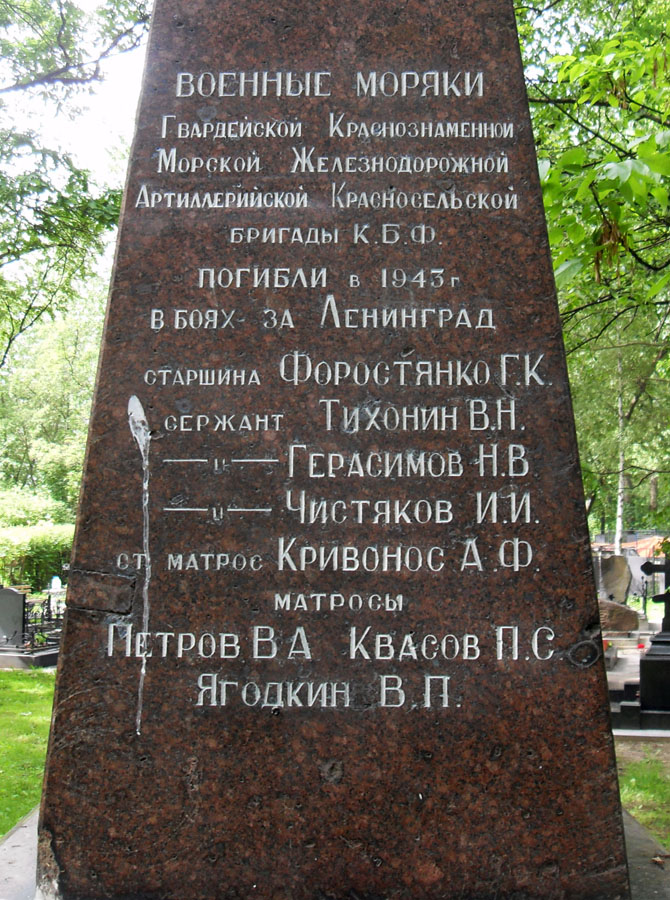 ВОЕННЫЕ МОРЯКИ
ГВАРДЕЙСКОЙ КРАСНОЗНАМЕННОЙ
МОРСКОЙ ЖЕЛЕЗНОДОРОЖНОЙ
АРТИЛЛЕРИЙСКОЙ КРАСНОСЕЛЬСКОЙ
БРИГАДЫ К.Б.Ф.
ПОГИБЛИ В 1943 г
В БОЯХ ЗА ЛЕНИНГРАД
СТАРШИНА ФОРОСТЯНКО Г.К.
СЕРЖАНТ ТИХОНИН В.Н.
— " — ГЕРАСИМОВ Н.В.
— " — ЧИСТЯКОВ И.И.
СТ. МАТРОС КРИВОНОС А.Ф.
МАТРОСЫ
ПЕТРОВ В А КВАСОВ П.С.
ЯГОДКИН В.П.